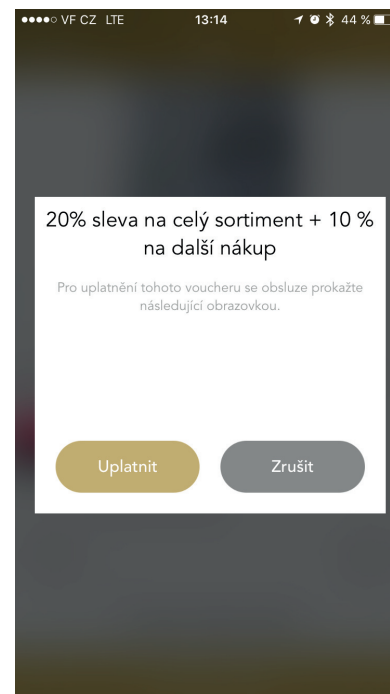 VF CZ LTE 13:14 44 %
20% sleva na celý sortiment + 10 %
na další nákup
Pro uplatnění tohoto voucheru se obsluze prokažte
následující obrazovkou.
Uplatnit Zrušit